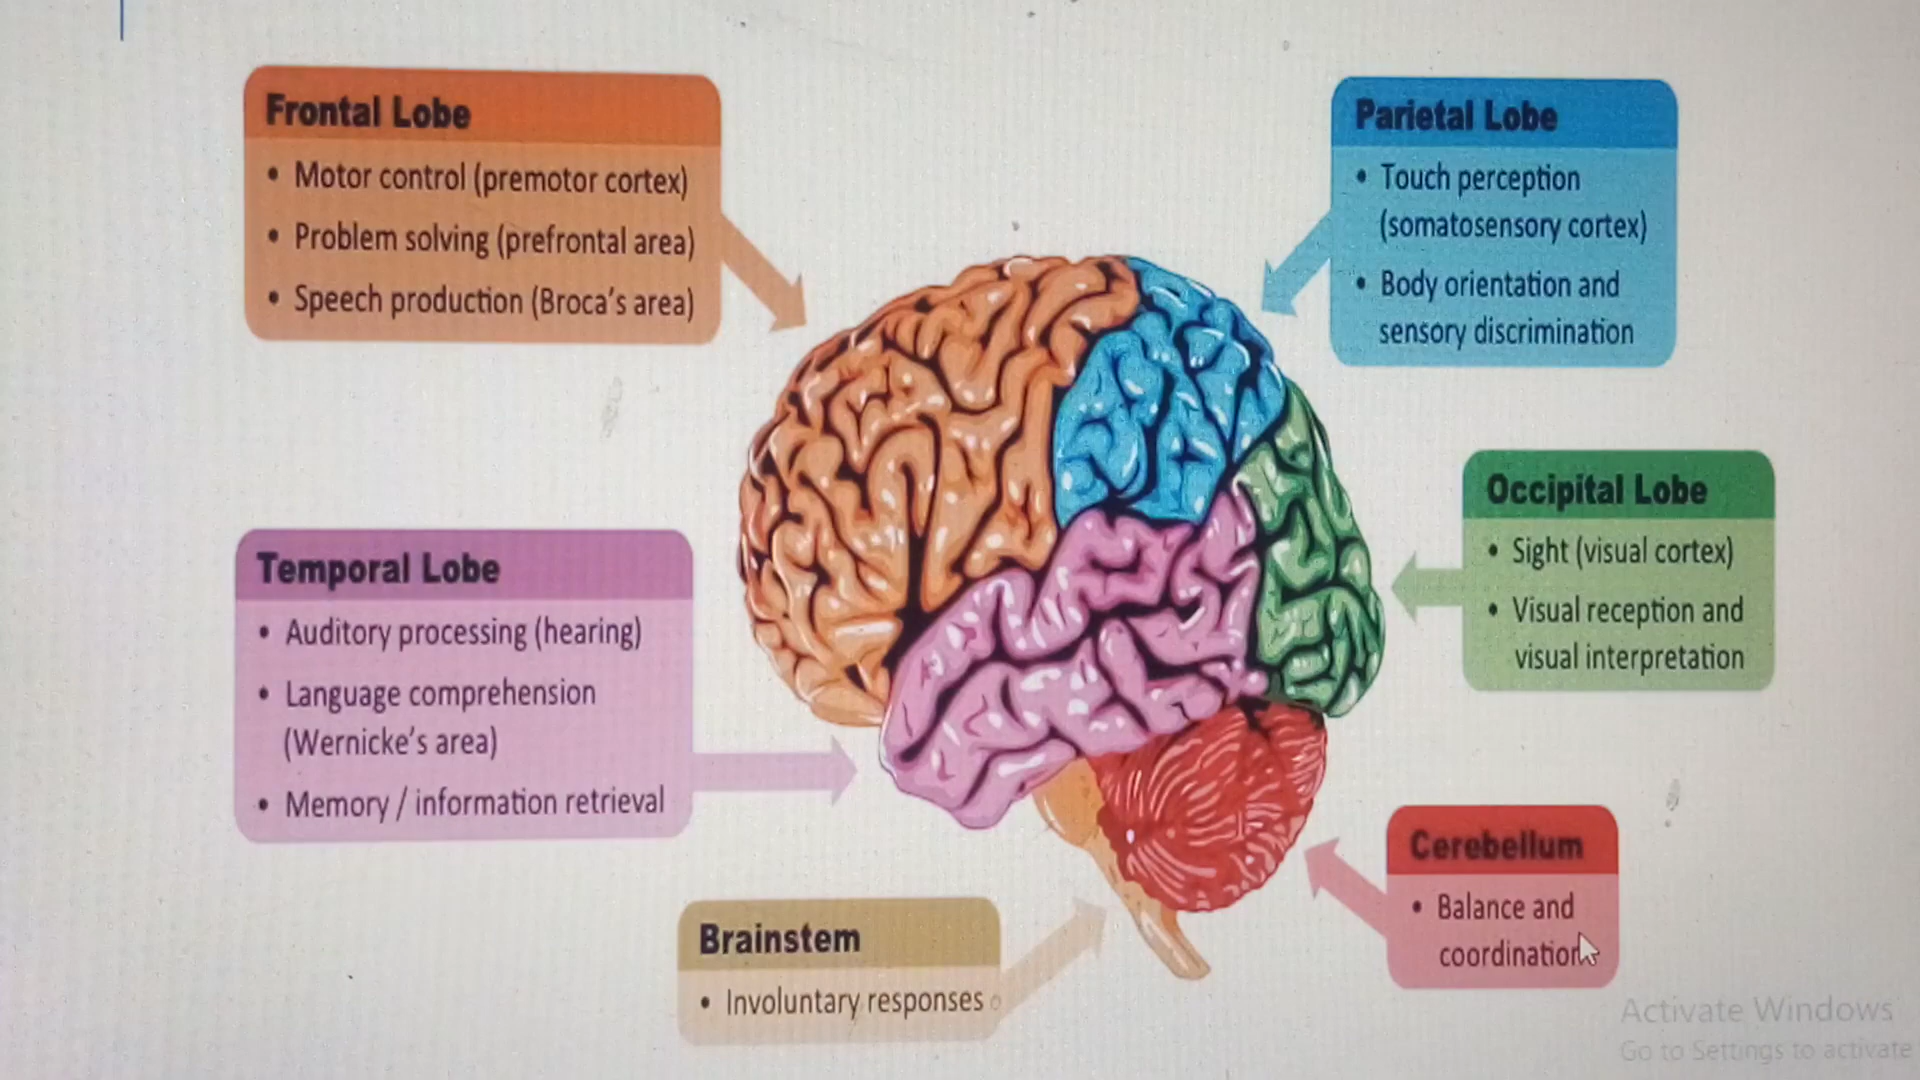 Frontal Lobe
• Motor control (premotor cortex)
• Problem solving (prefrontal area)
• Speech production (Broca's area)
Parietal Lobe
• Touch perception
(somatosensory cortex)
• Body orientation and
sensory discrimination
Occipital Lobe
• Sight (visual cortex)
• Visual reception and
visual interpretation
Temporal Lobe
• Auditory processing (hearing)
• Language comprehension
(Wernicke's area)
• Memory / information retrieval
Cerebellum
• Balance and
coordination
Brainstem
• Involuntary responses
Activate Windows
Go to Settings to activate